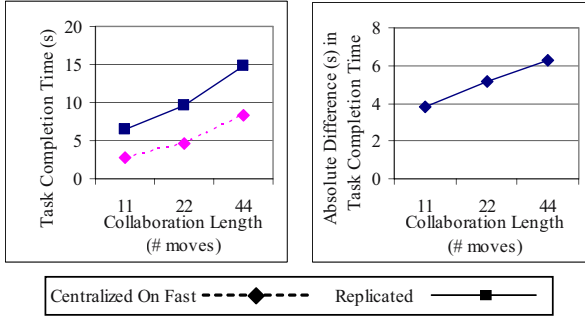 20
15
10
5
0
Task Completion Time (s)
11 22 44
Collaboration Length
(# moves)
8
6
4
2
0
Absolute Difference (s) in
Task Completion Time
11 22 44
Collaboration Length
(# moves)
Centralized On Fast Replicated